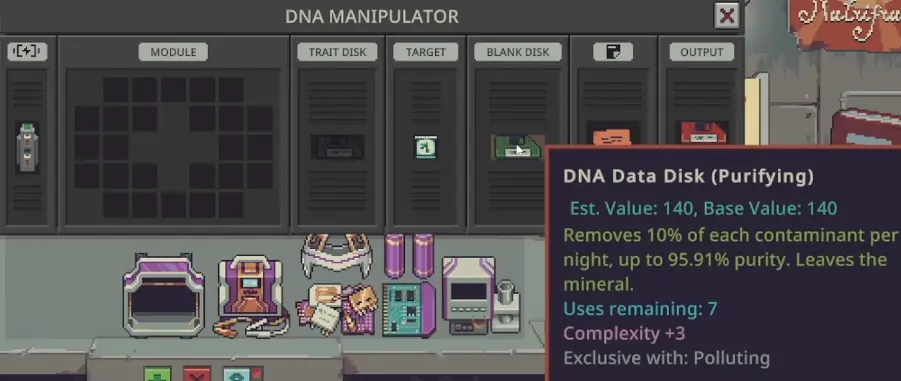 DNA MANIPULATOR
MODULE
TRAIT DISK
TARGET
BLANK DISK
OUTPUT
DNA Data Disk (Purifying)
Est. Value: 140, Base Value: 140
Removes 10% of each contaminant per
night, up to 95.91% purity. Leaves the
mineral.
Uses remaining: 7
Complexity +3
Exclusive with: Polluting